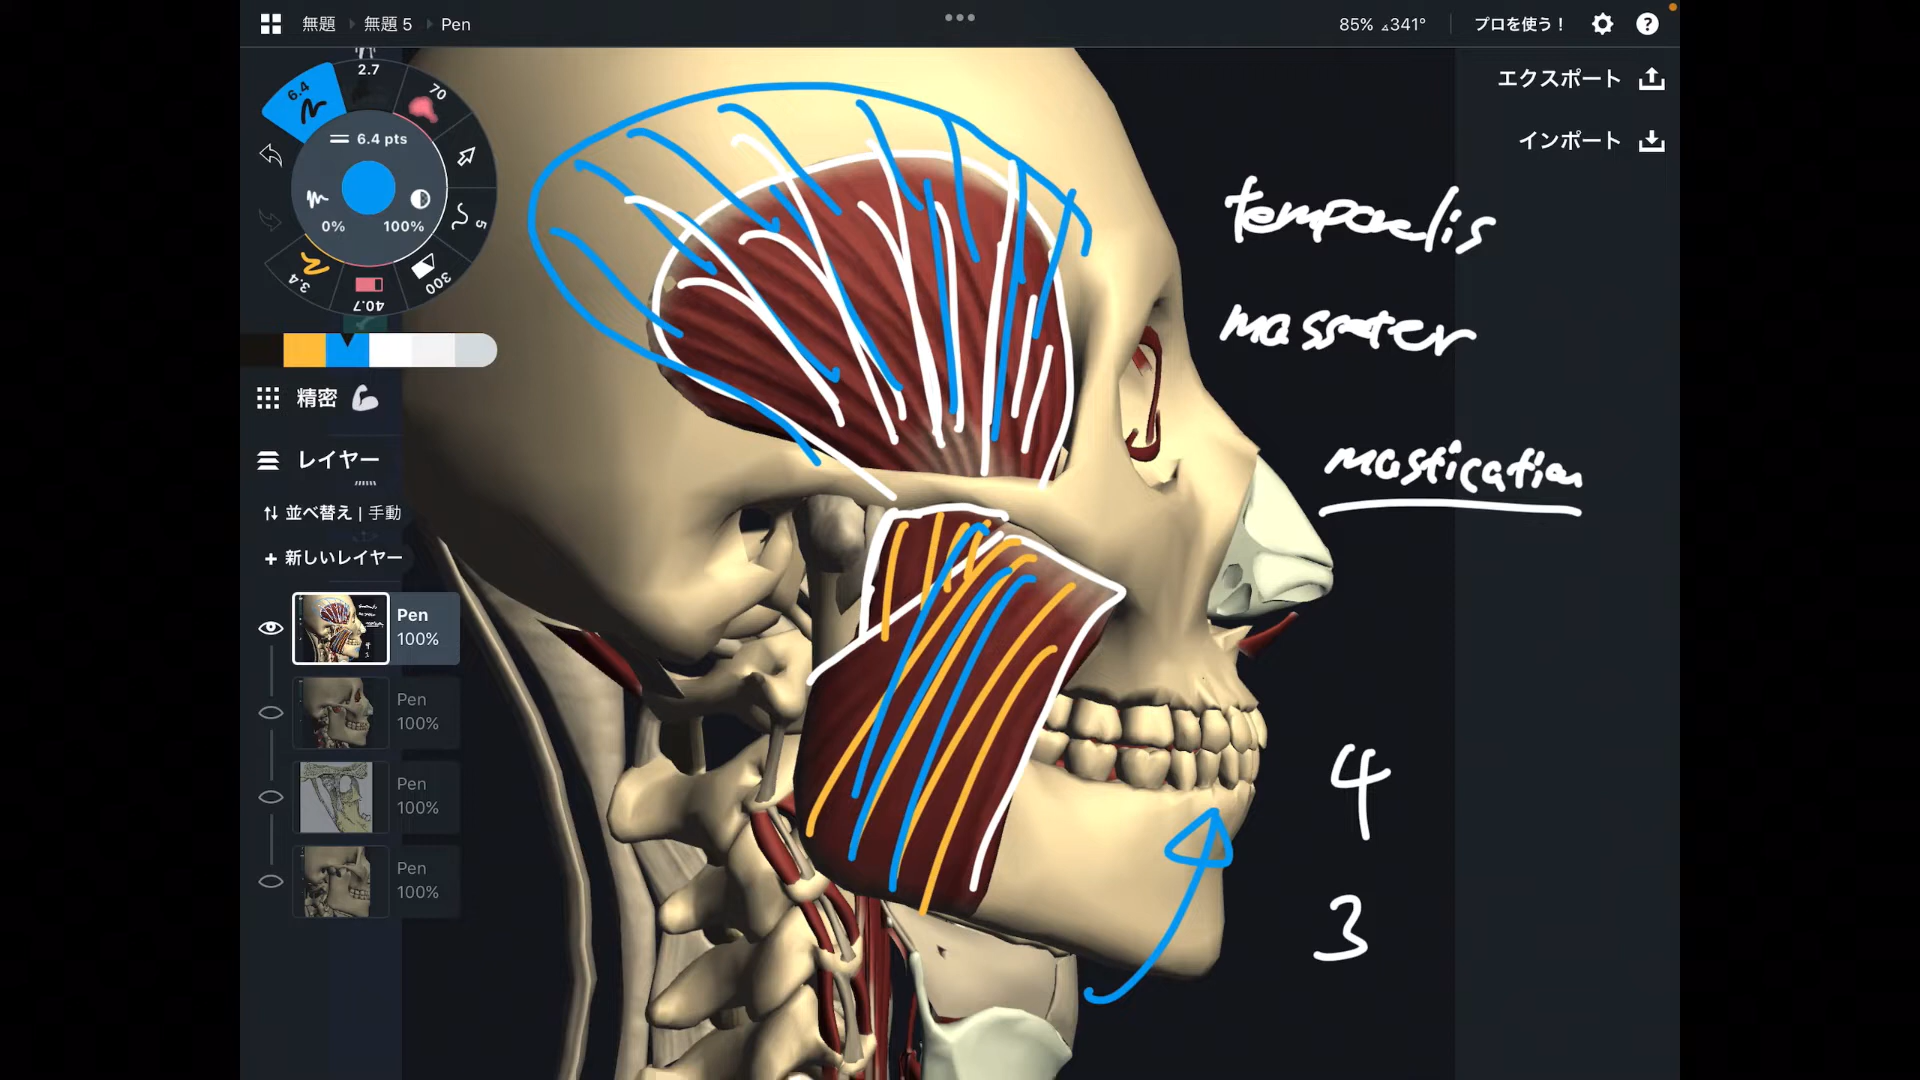 無題 無題 5 Pen
85% ⊿341° プロを使う!
エクスポート
インポート
6.4
2.7
70
6.4 pts
0% 100%
5
300
40.7
3.4
精密
レイヤー
並べ替え | 手動
+ 新しいレイヤー
Pen
100%
Pen
100%
Pen
100%
Pen
100%
temporalis
masseter
mastication
4
3